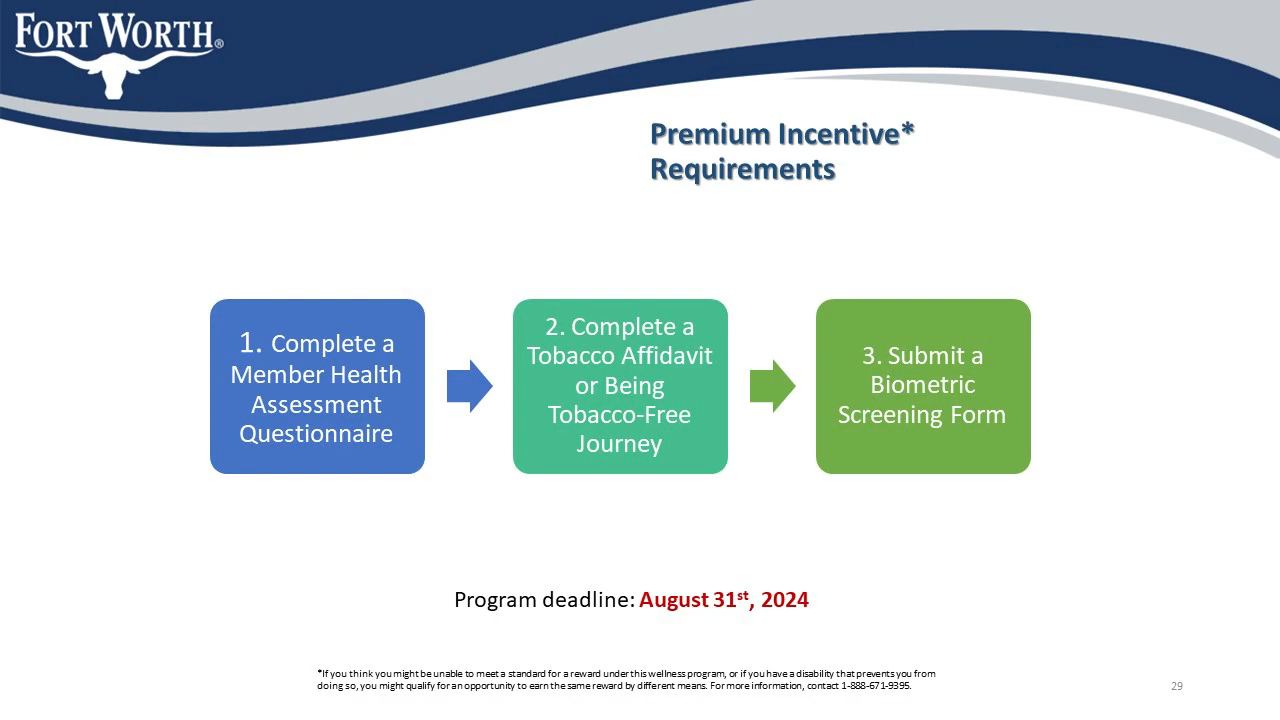 FORT WORTH®
Premium Incentive*
Requirements
1. Complete a
Member Health
Assessment
Questionnaire
2. Complete a
Tobacco Affidavit
or Being
Tobacco-Free
Journey
3. Submit a
Biometric
Screening Form
Program deadline: August 31st, 2024
*If you think you might be unable to meet a standard for a reward under this wellness program, or if you have a disability that prevents you from
doing so, you might qualify for an opportunity to earn the same reward by different means. For more information, contact 1-888-671-9395.
29